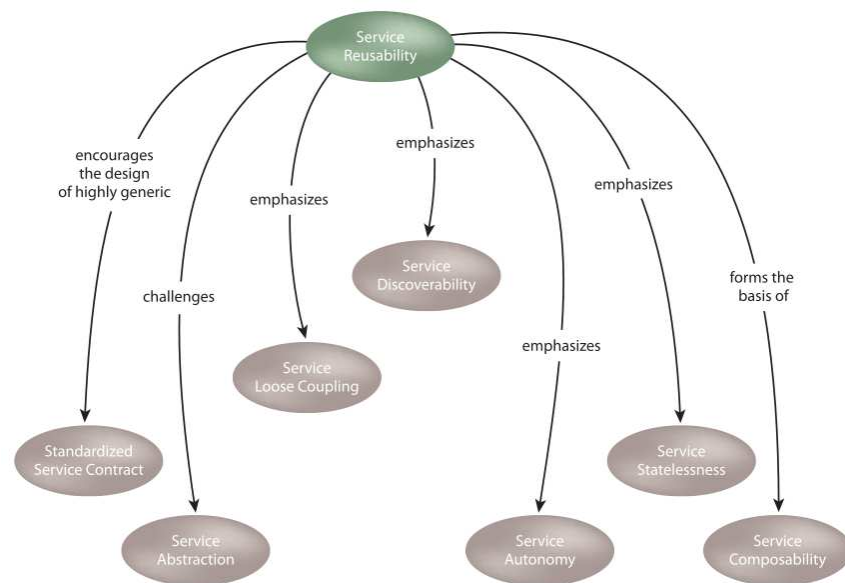 Service
Reusability
encourages
the design
of highly generic
emphasizes
emphasizes
emphasizes
challenges
Service
Discoverability
forms the
basis of
emphasizes
Service
Loose Coupling
Standardized
Service Contract
Service
Statelessness
Service
Abstraction
Service
Autonomy
Service
Composability